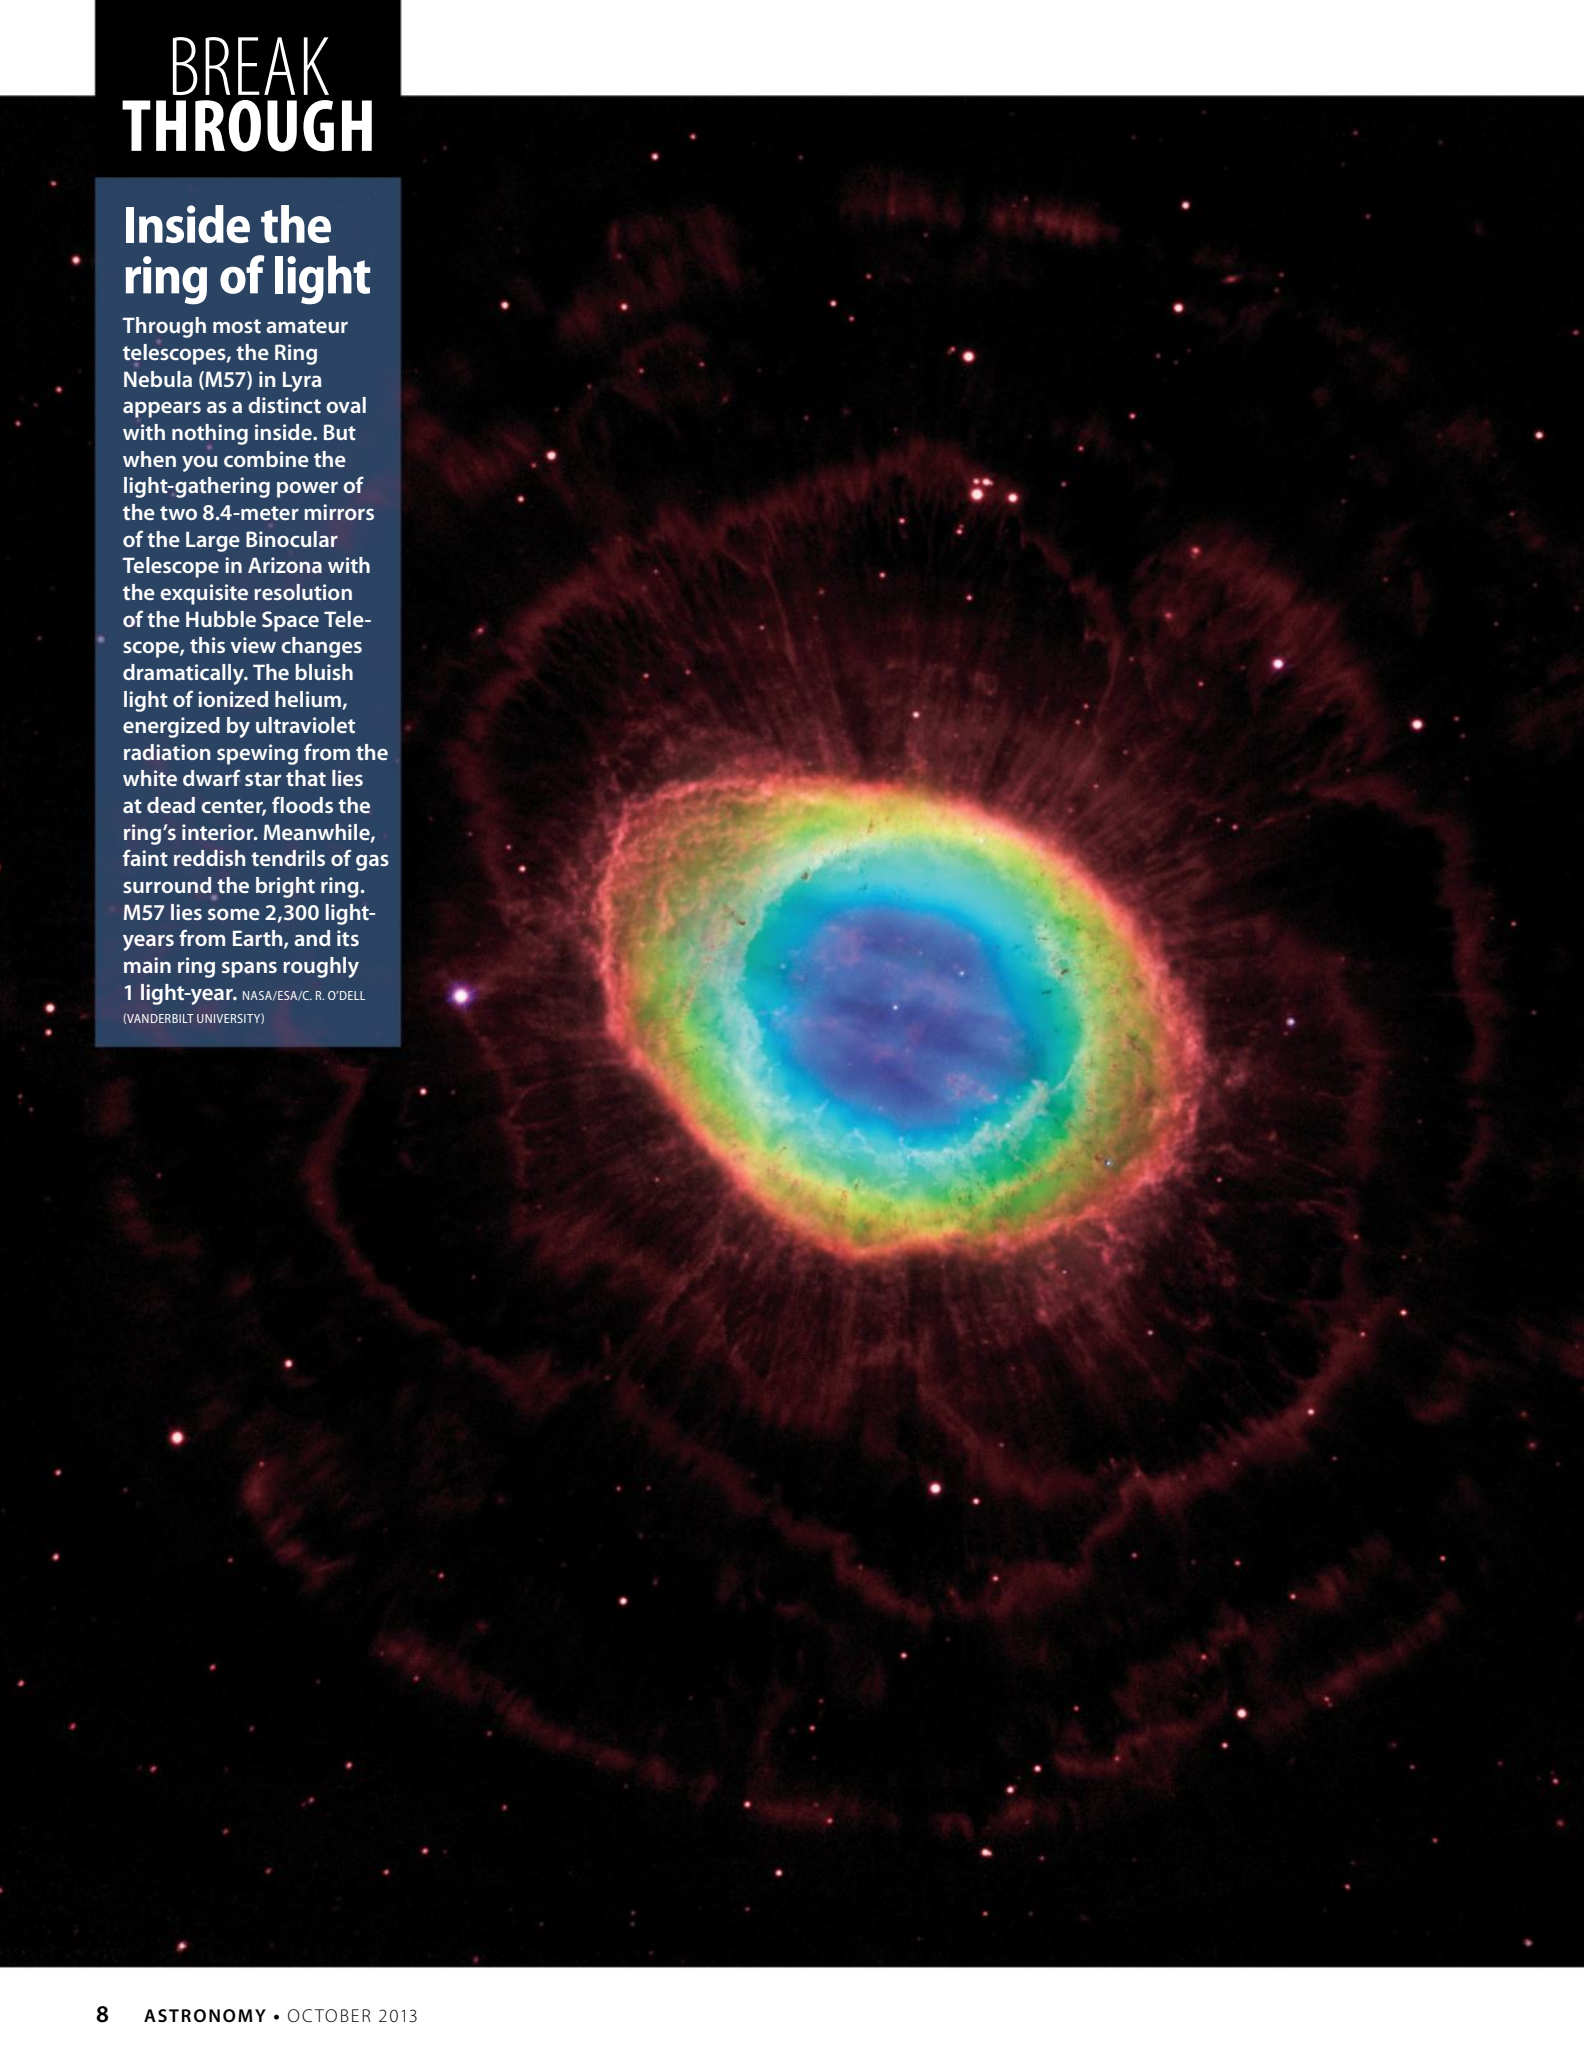 BREAK
THROUGH
Inside the
ring of light
Through most amateur
telescopes, the Ring
Nebula (M57) in Lyra
appears as a distinct oval
with nothing inside. But
when you combine the
light-gathering power of
the two 8.4-meter mirrors
of the Large Binocular
Telescope in Arizona with
the exquisite resolution
of the Hubble Space Tele-
scope, this view changes
dramatically. The bluish
light of ionized helium,
energized by ultraviolet
radiation spewing from the
white dwarf star that lies
at dead center, floods the
ring’s interior. Meanwhile,
faint reddish tendrils of gas
surround the bright ring.
M57 lies some 2,300 light-
years from Earth, and its
main ring spans roughly
1 light-year. NASA/ESA/C. R. O’DELL
(VANDERBILT UNIVERSITY)
8 ASTRONOMY • OCTOBER 2013